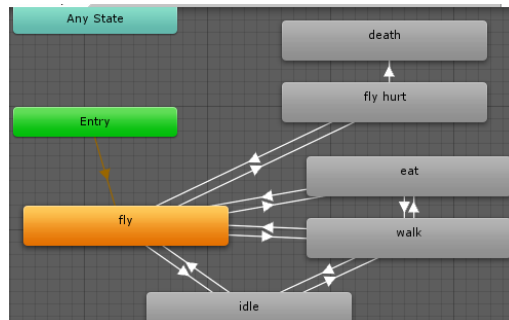 Any State
death
fly hurt
Entry
eat
fly
walk
idle